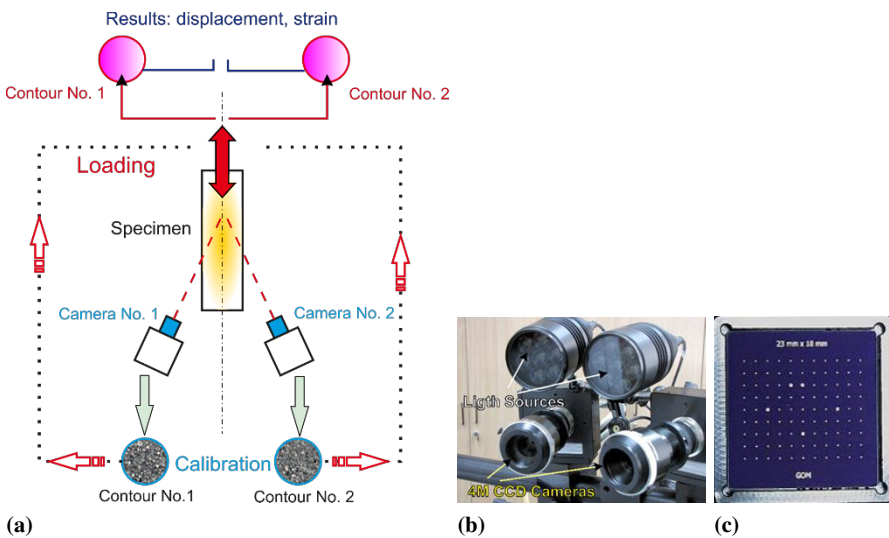 Results: displacement, strain
Contour No. 1
Contour No. 2
Loading
Specimen
Camera No. 1
Camera No. 2
Calibration
Contour No.1
Contour No. 2
(a)
Ligth Sources
4M CCD Cameras
(b)
23 mm x 18 mm
GOM
(c)